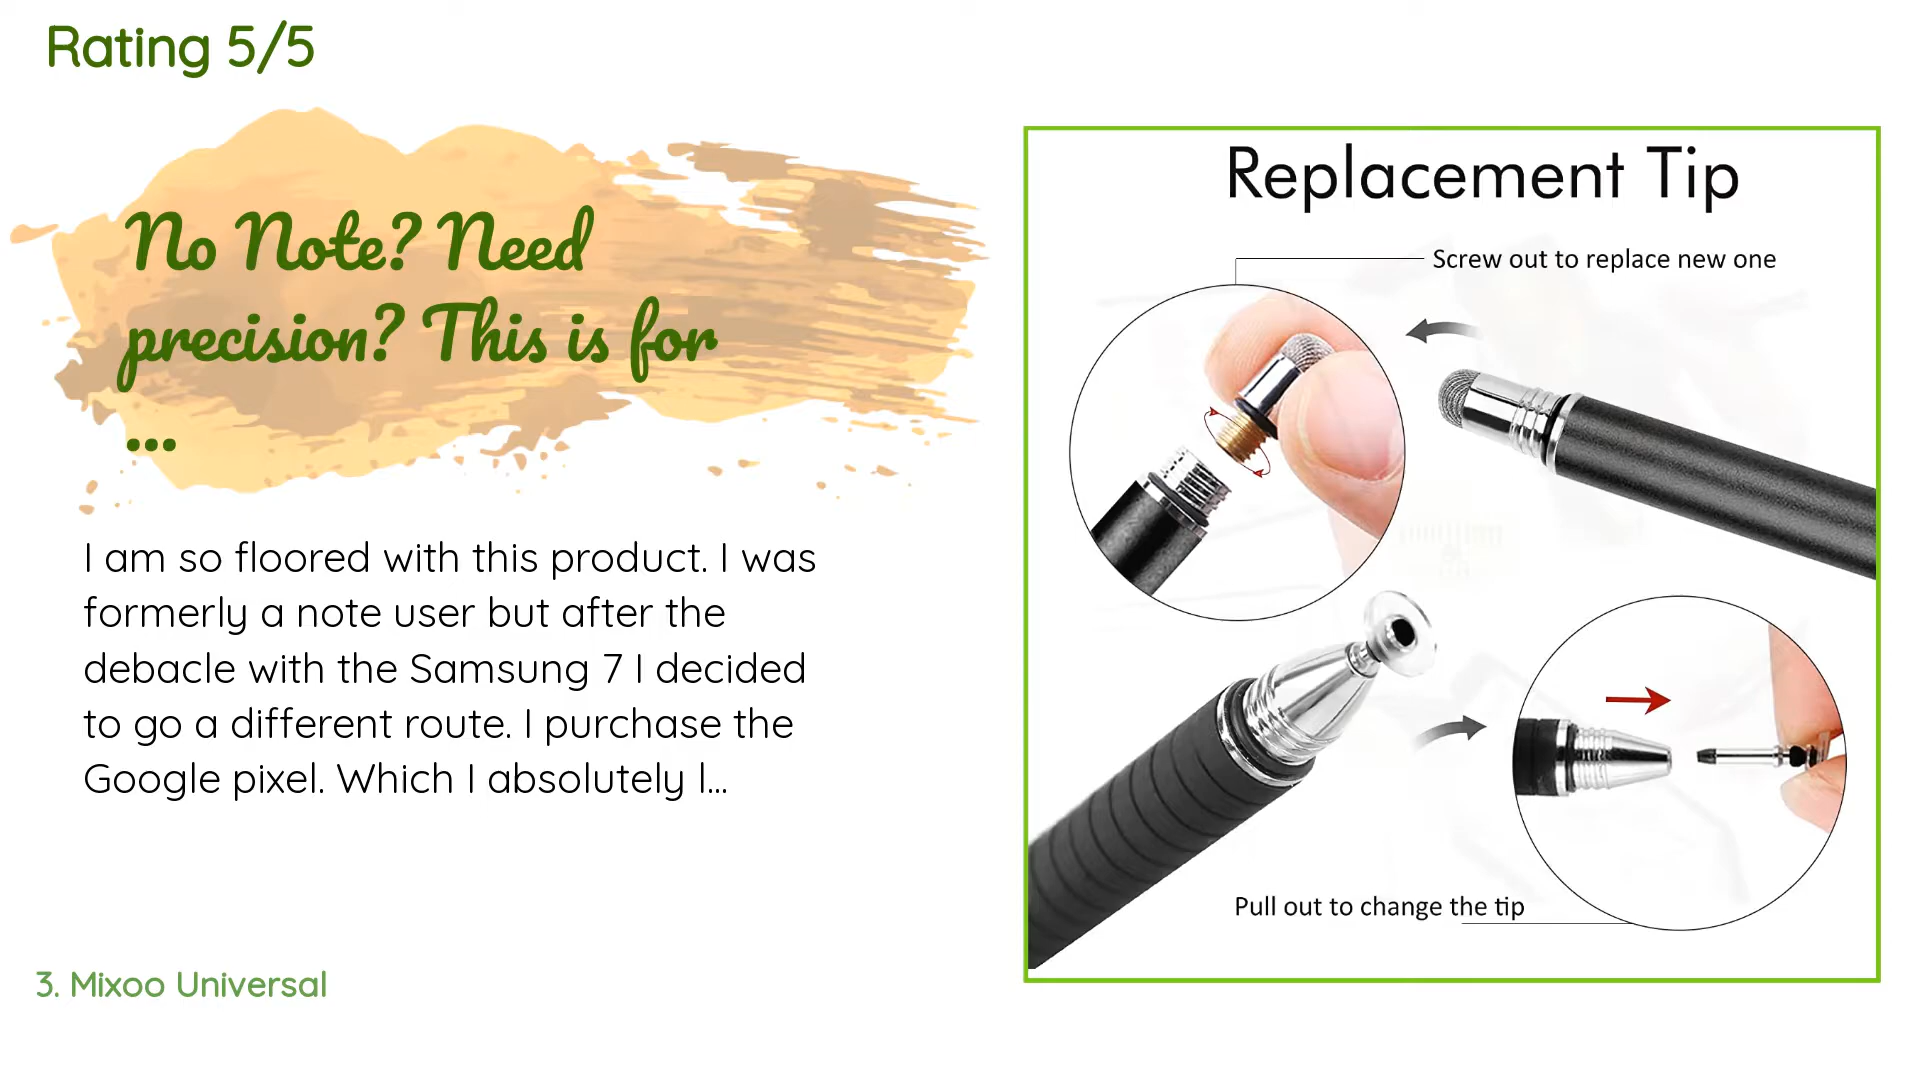 Rating 5/5
No Note? Need
precision? This is for
...
I am so floored with this product. I was
formerly a note user but after the
debacle with the Samsung 7 I decided
to go a different route. I purchase the
Google pixel. Which I absolutely l...
3. Mixoo Universal
Replacement Tip
Screw out to replace new one
Pull out to change the tip